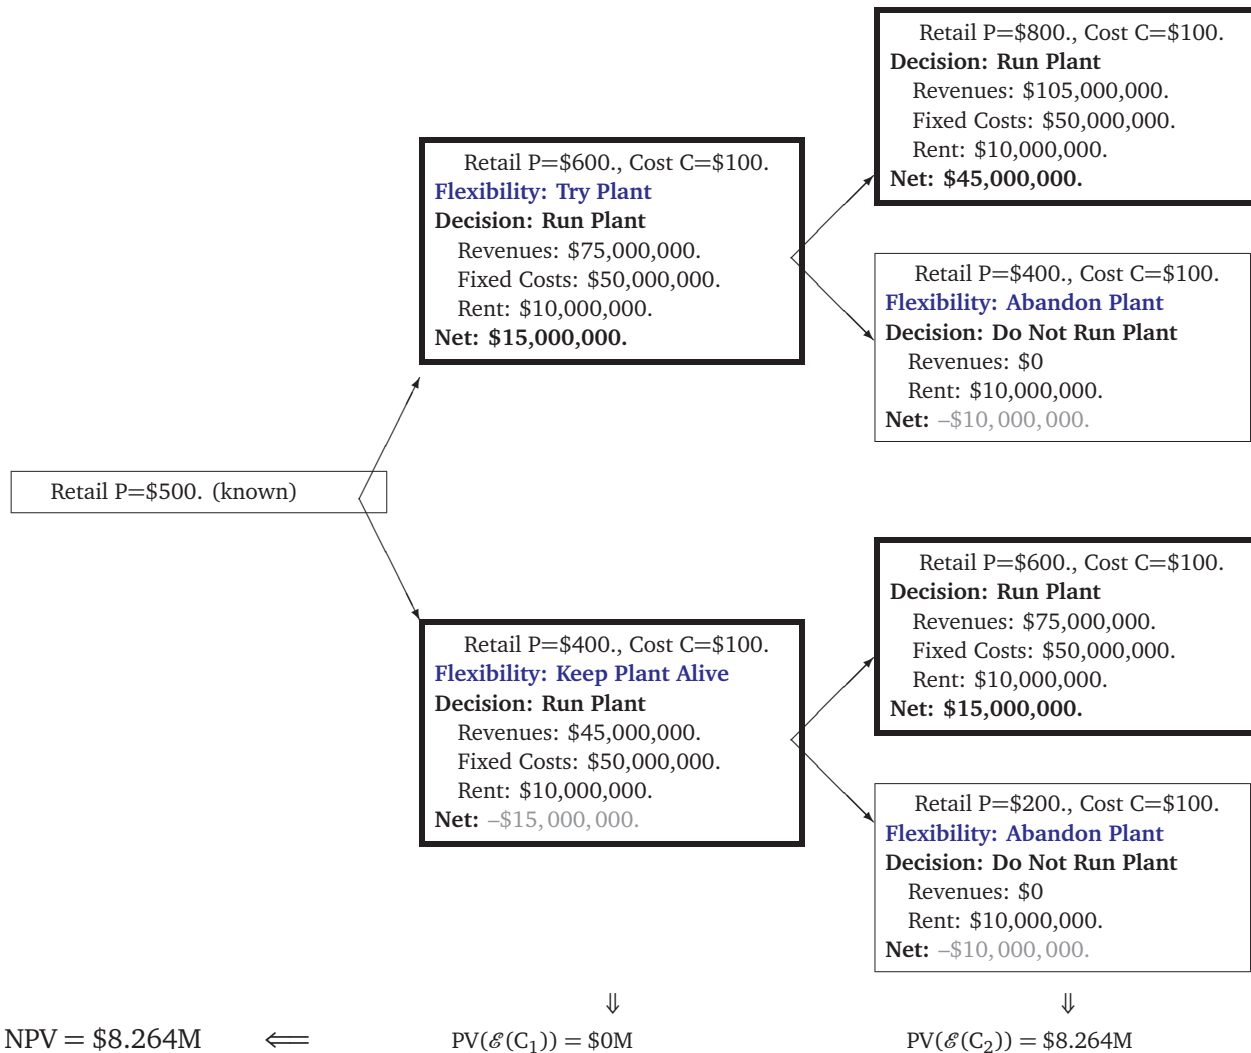 Retail P=$800., Cost C=$100.
Decision: Run Plant
Revenues: $105,000,000.
Fixed Costs: $50,000,000.
Rent: $10,000,000.
Net: $45,000,000.
Retail P=$600., Cost C=$100.
Flexibility: Try Plant
Decision: Run Plant
Revenues: $75,000,000.
Fixed Costs: $50,000,000.
Rent: $10,000,000.
Net: $15,000,000.
Retail P=$400., Cost C=$100.
Flexibility: Abandon Plant
Decision: Do Not Run Plant
Revenues: $0
Rent: $10,000,000.
Net: –$10,000,000.
Retail P=$500. (known)
Retail P=$600., Cost C=$100.
Decision: Run Plant
Revenues: $75,000,000.
Fixed Costs: $50,000,000.
Rent: $10,000,000.
Net: $15,000,000.
Retail P=$400., Cost C=$100.
Flexibility: Keep Plant Alive
Decision: Run Plant
Revenues: $45,000,000.
Fixed Costs: $50,000,000.
Rent: $10,000,000.
Net: –$15,000,000.
Retail P=$200., Cost C=$100.
Flexibility: Abandon Plant
Decision: Do Not Run Plant
Revenues: $0
Rent: $10,000,000.
Net: –$10,000,000.
⇓ ⇓
NPV = $8.264M ⟸ PV(ℰ(C₁)) = $0M PV(ℰ(C₂)) = $8.264M